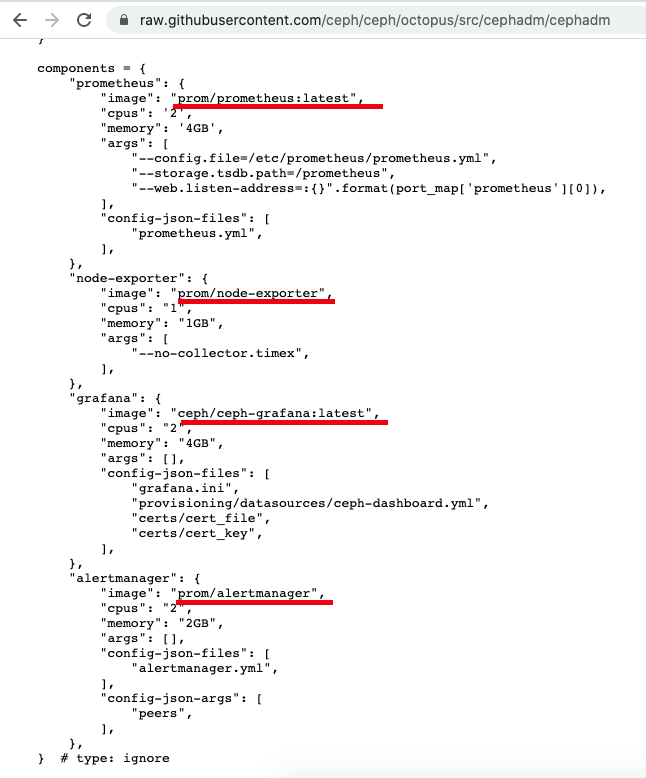 raw.githubusercontent.com/ceph/ceph/octopus/src/cephadm/cephadm
}
components = {
"prometheus": {
"image": "prom/prometheus:latest",
"cpus": '2',
"memory": '4GB',
"args": [
"--config.file=/etc/prometheus/prometheus.yml",
"--storage.tsdb.path=/prometheus",
"--web.listen-address=:{}".format(port_map['prometheus'][0]),
],
"config-json-files": [
"prometheus.yml",
],
},
"node-exporter": {
"image": "prom/node-exporter",
"cpus": "1",
"memory": "1GB",
"args": [
"--no-collector.timex",
],
},
"grafana": {
"image": "ceph/ceph-grafana:latest",
"cpus": "2",
"memory": "4GB",
"args": [],
"config-json-files": [
"grafana.ini",
"provisioning/datasources/ceph-dashboard.yml",
"certs/cert_file",
"certs/cert_key",
],
},
"alertmanager": {
"image": "prom/alertmanager",
"cpus": "2",
"memory": "2GB",
"args": [],
"config-json-files": [
"alertmanager.yml",
],
"config-json-args": [
"peers",
],
},
}  # type: ignore